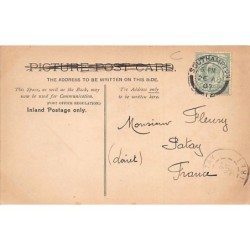 PICTURE POST CARD.
THE ADDRESS TO BE WRITTEN ON THIS SIDE.
This Space, as well as the Back, may
now be used for Communication.
(POST OFFICE REGULATION)
Inland Postage only.
The Address only
to be written here.
SOUTHAMPTON
Monsieur Fleury
Patay
(Loiret)
France